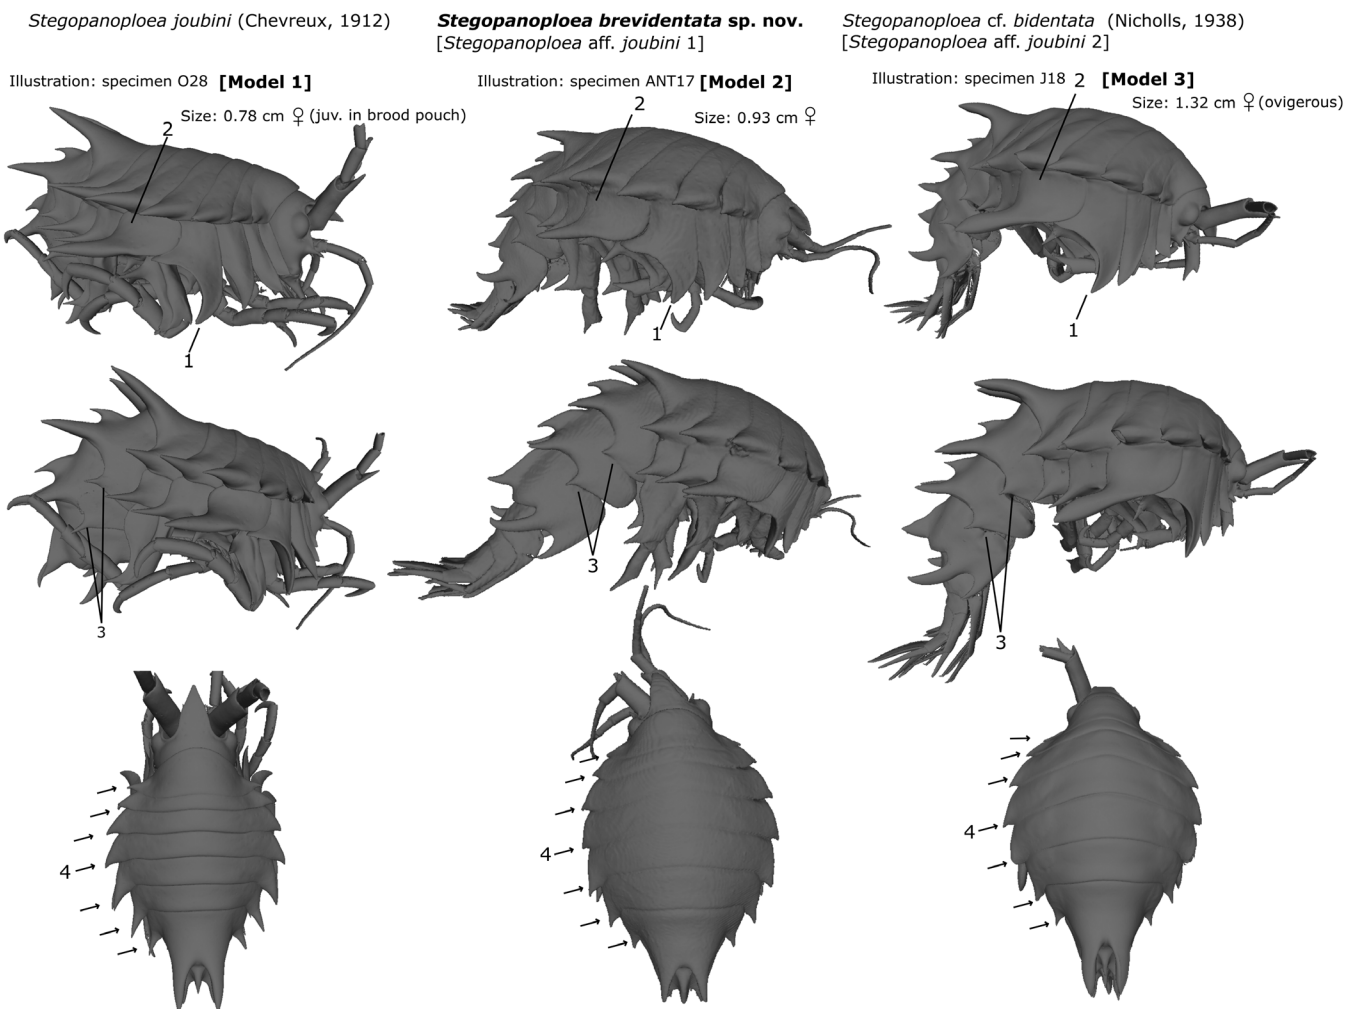 Stegopanoploea joubini (Chevreux, 1912)
Illustration: specimen O28 [Model 1]
Size: 0.78 cm ♀ (juv. in brood pouch)
2
1
3
4
Stegopanoploea brevidentata sp. nov.
[Stegopanoploea aff. joubini 1]
Illustration: specimen ANT17 [Model 2]
2
Size: 0.93 cm ♀
1
3
4
Stegopanoploea cf. bidentata (Nicholls, 1938)
[Stegopanoploea aff. joubini 2]
Illustration: specimen J18 2 [Model 3]
Size: 1.32 cm ♀ (ovigerous)
1
3
4